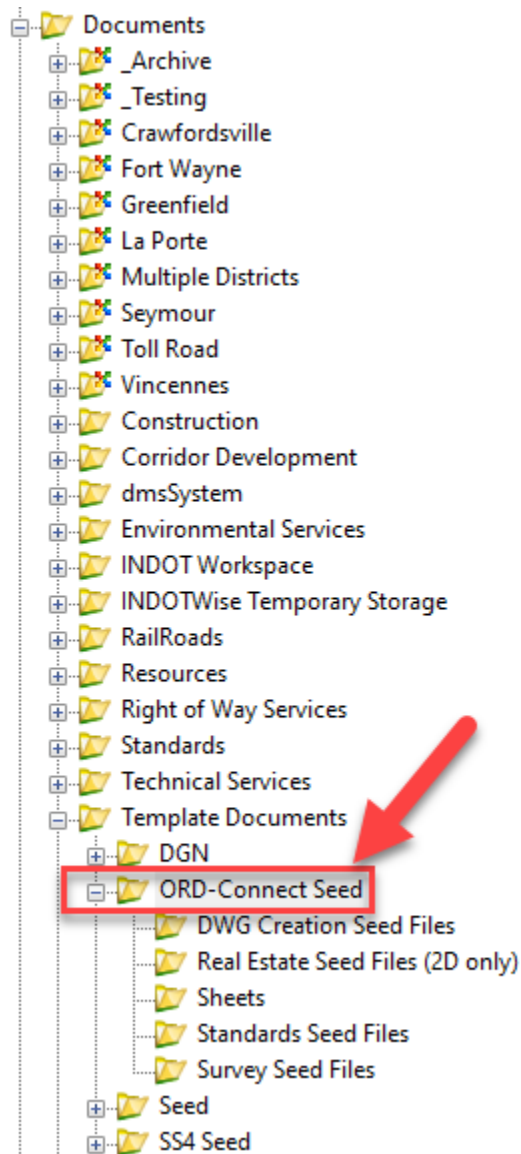 Documents
_Archive
_Testing
Crawfordsville
Fort Wayne
Greenfield
La Porte
Multiple Districts
Seymour
Toll Road
Vincennes
Construction
Corridor Development
dmsSystem
Environmental Services
INDOT Workspace
INDOTWise Temporary Storage
RailRoads
Resources
Right of Way Services
Standards
Technical Services
Template Documents
DGN
ORD-Connect Seed
DWG Creation Seed Files
Real Estate Seed Files (2D only)
Sheets
Standards Seed Files
Survey Seed Files
Seed
SS4 Seed